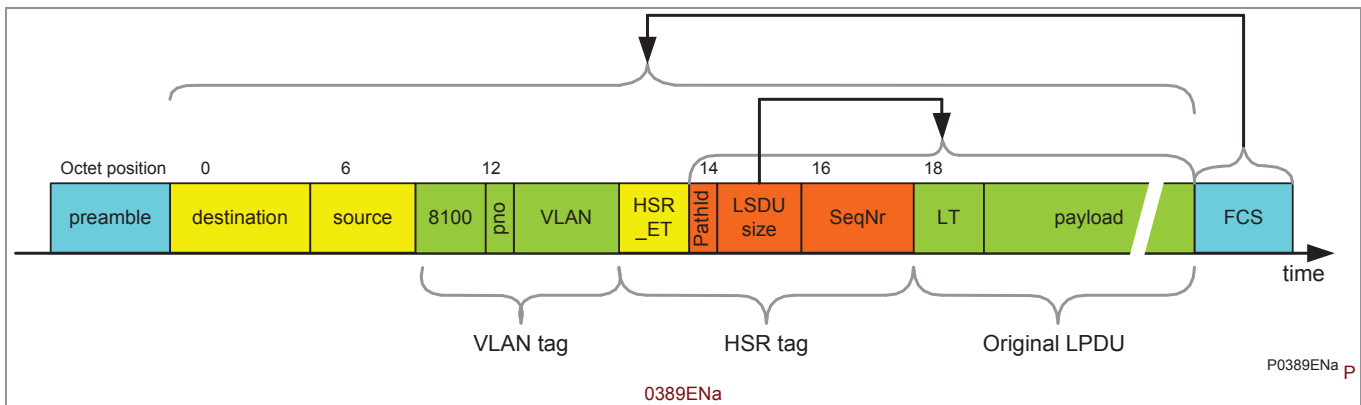 Octet position 0 6 12 14 16 18
preamble destination source 8100 pno VLAN HSR _ET PathId LSDU size SeqNr LT payload FCS
time
VLAN tag HSR tag Original LPDU
P0389ENa P
0389ENa